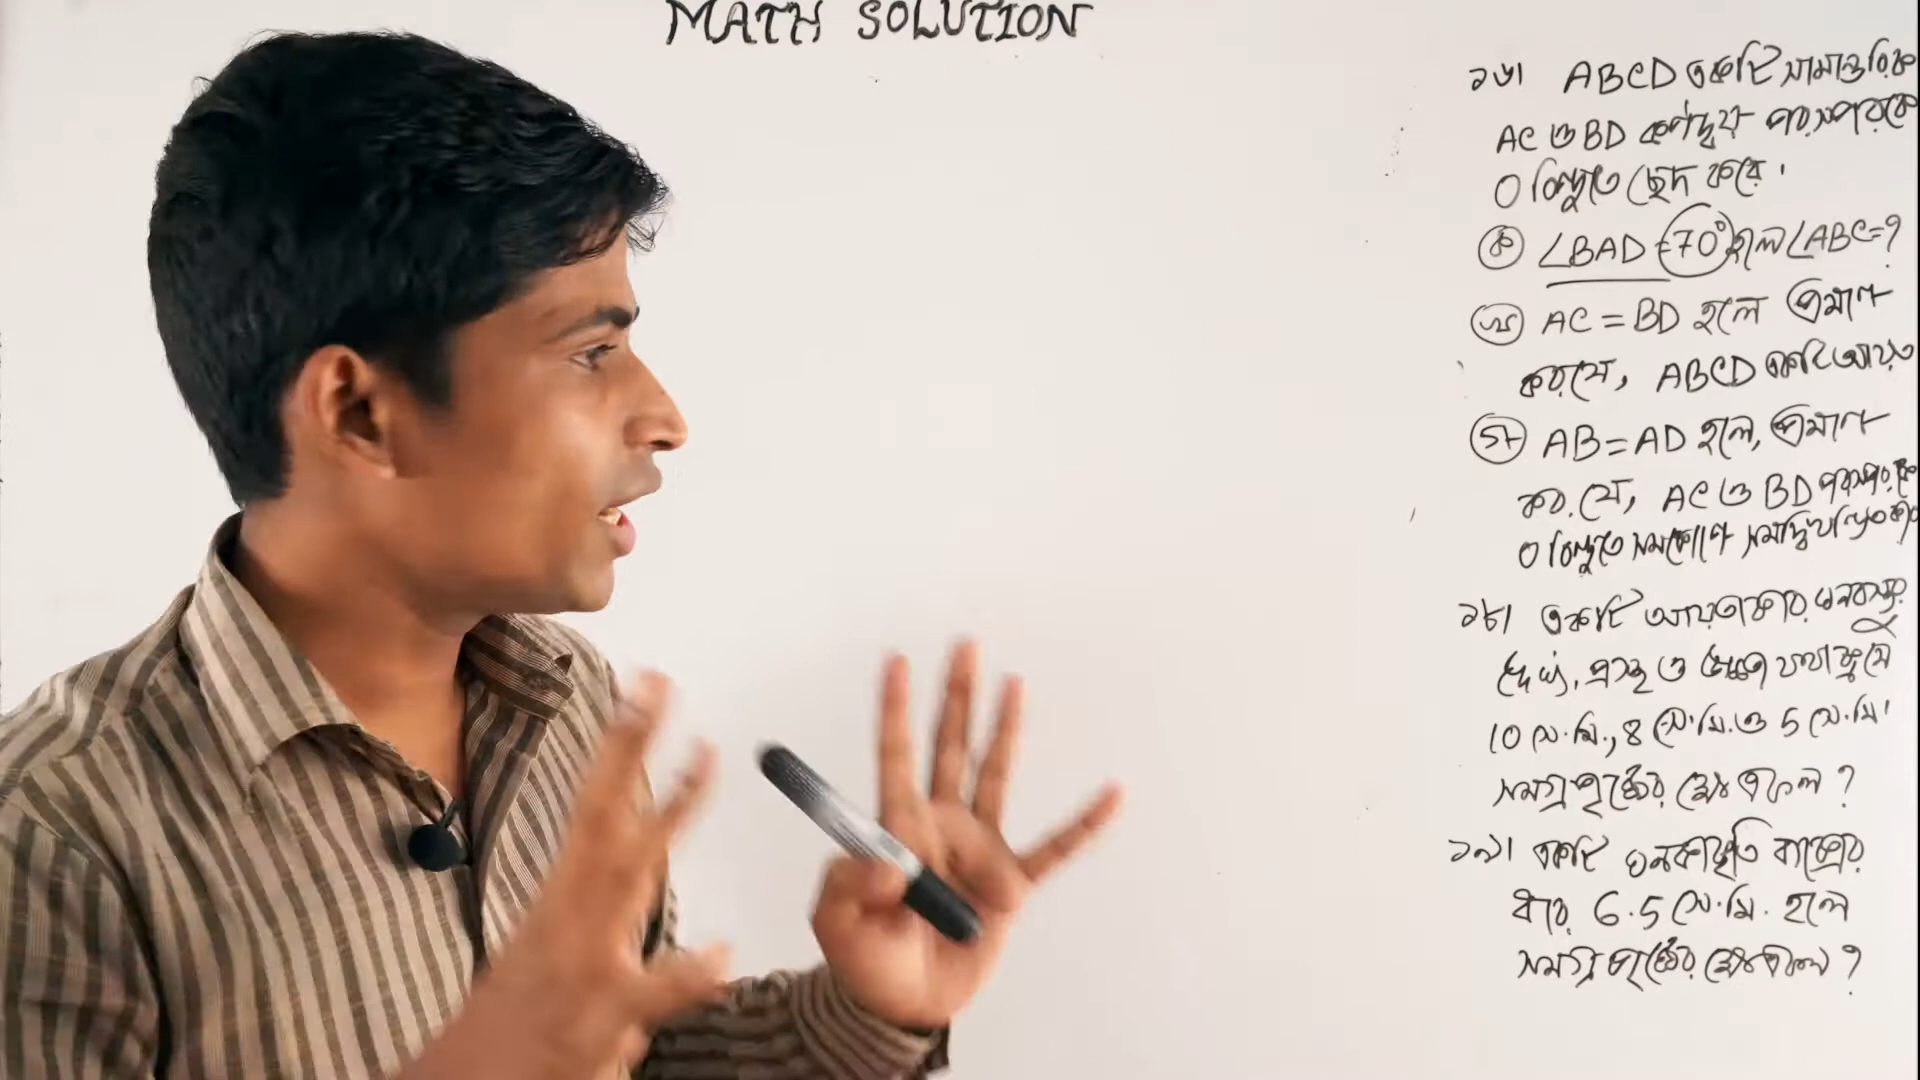 MATH SOLUTION
১৬। ABCD একটি সামান্তরিক
AC ও BD কর্ণদ্বয় পরস্পরকে
O বিন্দুতে ছেদ করে।
ক ∠BAD = 70° হলে ∠ABC = ?
খ AC = BD হলে প্রমাণ
কর যে, ABCD একটি আয়ত
গ AB = AD হলে, প্রমাণ
কর যে, AC ও BD পরস্পরকে
O বিন্দুতে সমকোণে সমদ্বিখণ্ডিত করে
১৮। একটি আয়তাকার ঘনবস্তুর
দৈর্ঘ্য, প্রস্থ ও উচ্চতা যথাক্রমে
10 সে.মি., 8 সে.মি. ও 5 সে.মি।
সমগ্র পৃষ্ঠের ক্ষেত্রফল ?
১৯। একটি ঘনকাকৃতি বাক্সের
ধার 6.5 সে.মি. হলে
সমগ্র পৃষ্ঠের ক্ষেত্রফল ?